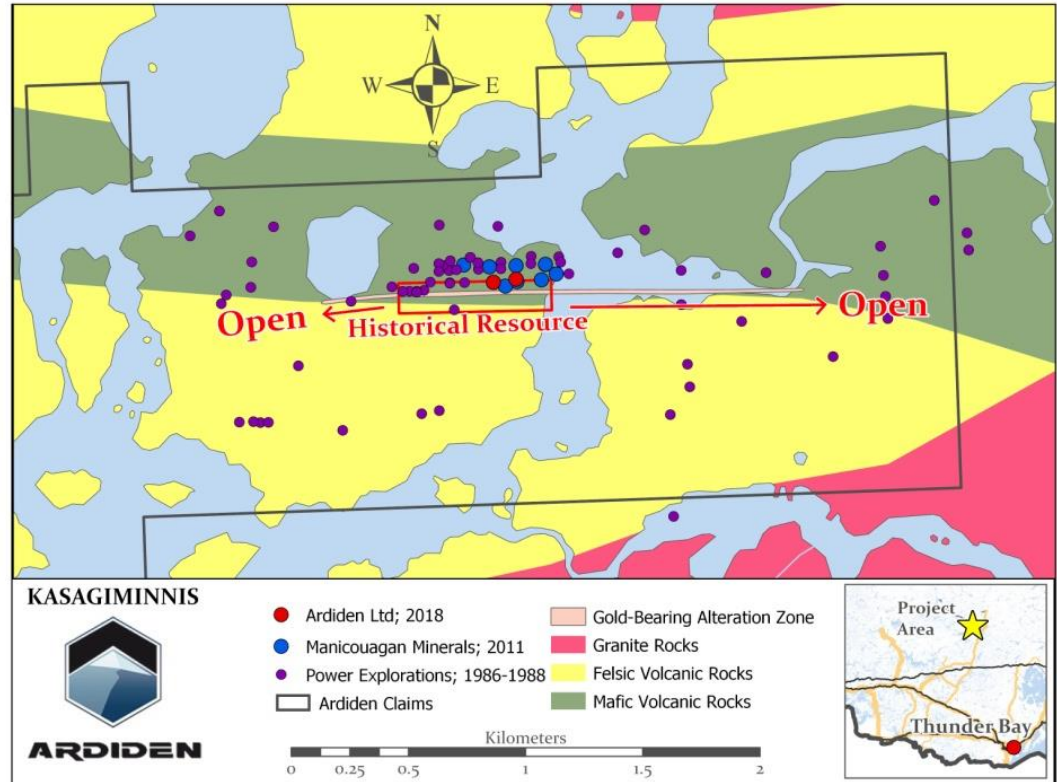 N
W E
S
Open
Historical Resource
Open
KASAGIMINNIS
ARDIDEN
Ardiden Ltd; 2018
Manicouagan Minerals; 2011
Power Explorations; 1986-1988
Ardiden Claims
Gold-Bearing Alteration Zone
Granite Rocks
Felsic Volcanic Rocks
Mafic Volcanic Rocks
Kilometers
0 0.25 0.5 1 2
Project
Area
Thunder Bay